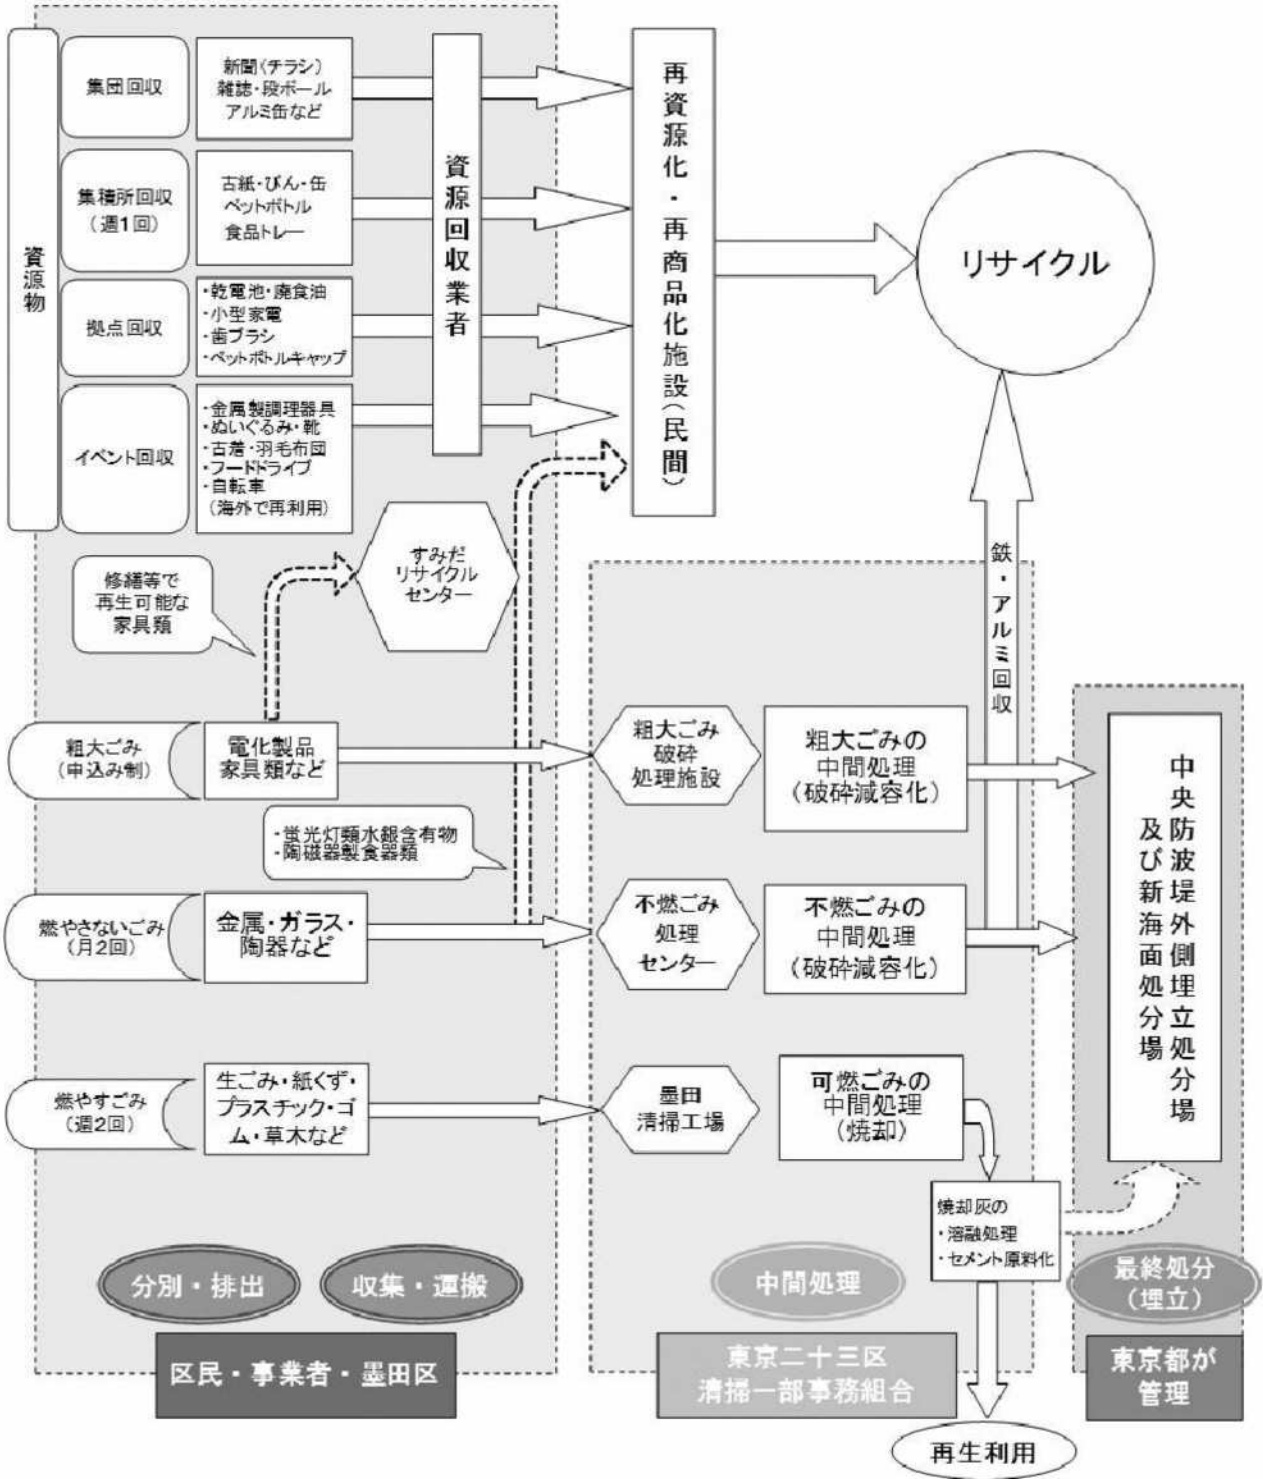 資源物
集団回収
新聞(チラシ)
雑誌・段ボール
アルミ缶など
集積所回収
(週1回)
古紙・びん・缶
ペットボトル
食品トレー
拠点回収
・乾電池・廃食油
・小型家電
・歯ブラシ
・ペットボトルキャップ
イベント回収
・金属製調理器具
・ぬいぐるみ・靴
・古着・羽毛布団
・フードドライブ
・自転車
(海外で再利用)
資源回収業者
再資源化・再商品化施設(民間)
リサイクル
すみだ
リサイクル
センター
修繕等で
再生可能な
家具類
鉄・アルミ回収
粗大ごみ
(申込み制)
電化製品
家具類など
粗大ごみ
破砕
処理施設
粗大ごみの
中間処理
(破砕減容化)
・蛍光灯類水銀含有物
・陶磁器製食器類
燃やさないごみ
(月2回)
金属・ガラス・
陶器など
不燃ごみ
処理
センター
不燃ごみの
中間処理
(破砕減容化)
中央防波堤外側埋立処分場
及び新海面処分場
燃やすごみ
(週2回)
生ごみ・紙くず・
プラスチック・ゴ
ム・草木など
墨田
清掃工場
可燃ごみの
中間処理
(焼却)
焼却灰の
・溶融処理
・セメント原料化
分別・排出
収集・運搬
中間処理
最終処分
(埋立)
区民・事業者・墨田区
東京二十三区
清掃一部事務組合
東京都が
管理
再生利用